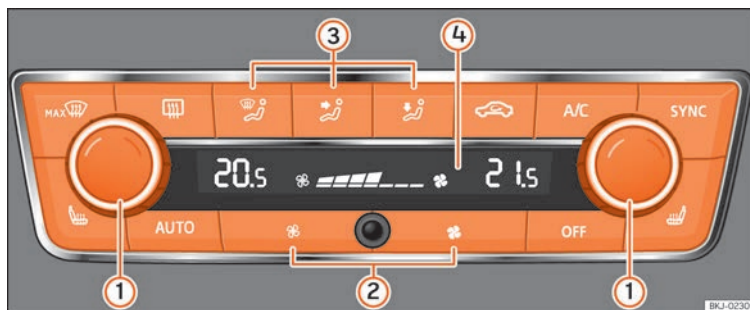 3 4
MAX A/C SYNC
20.5 21.5
AUTO OFF
1 2 1
BKJ-0230